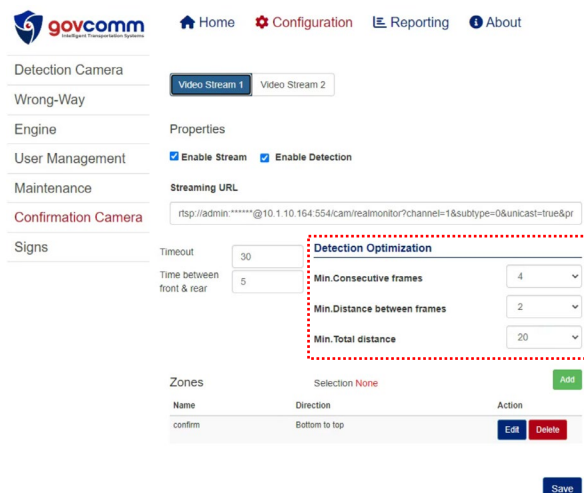 govcomm
Intelligent Transportation Systems
Home
Configuration
Reporting
About
Detection Camera
Wrong-Way
Engine
User Management
Maintenance
Confirmation Camera
Signs
Video Stream 1
Video Stream 2
Properties
Enable Stream
Enable Detection
Streaming URL
rtsp://admin:******@10.1.10.164:554/cam/realmonitor?channel=1&subtype=0&unicast=true&pr
Timeout
30
Time between
front & rear
5
Detection Optimization
Min.Consecutive frames
4
Min.Distance between frames
2
Min.Total distance
20
Zones
Selection None
Add
Name Direction Action
confirm Bottom to top Edit Delete
Save